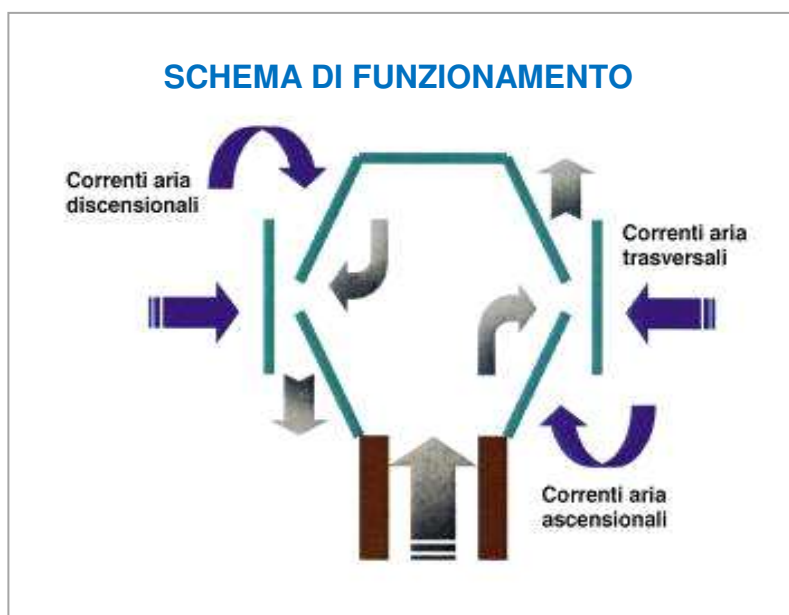 SCHEMA DI FUNZIONAMENTO
Correnti aria
discensionali
Correnti aria
trasversali
Correnti aria
ascensionali